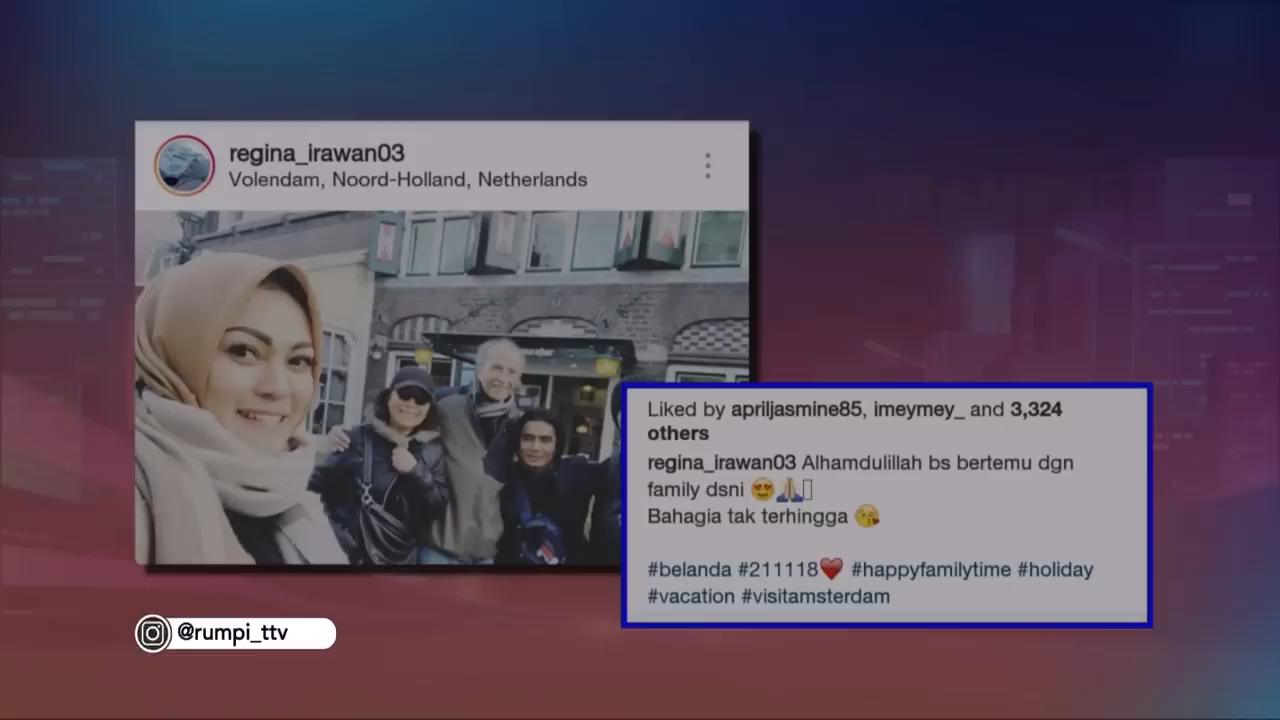 regina_irawan03
Volendam, Noord-Holland, Netherlands
Liked by apriljasmine85, imeymey_ and 3,324
others
regina_irawan03 Alhamdulillah bs bertemu dgn
family dsni 😍🙏
Bahagia tak terhingga 😘
#belanda #211118❤️ #happyfamilytime #holiday
#vacation #visitamsterdam
@rumpi_ttv